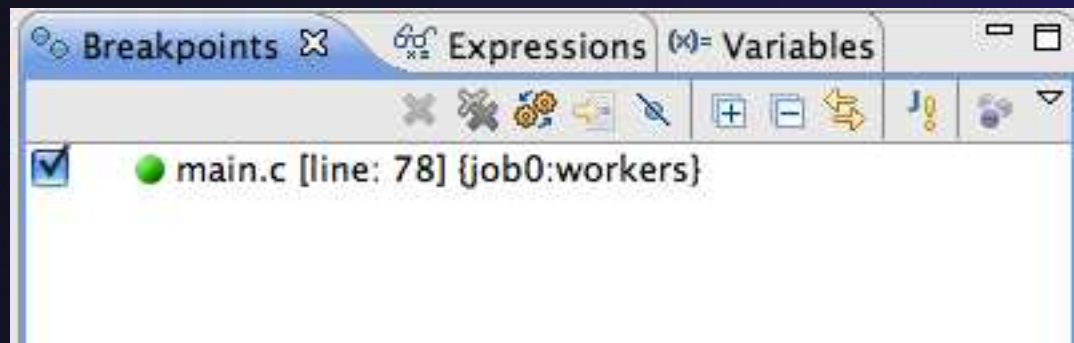 Breakpoints Expressions (x)= Variables
main.c [line: 78] {job0:workers}